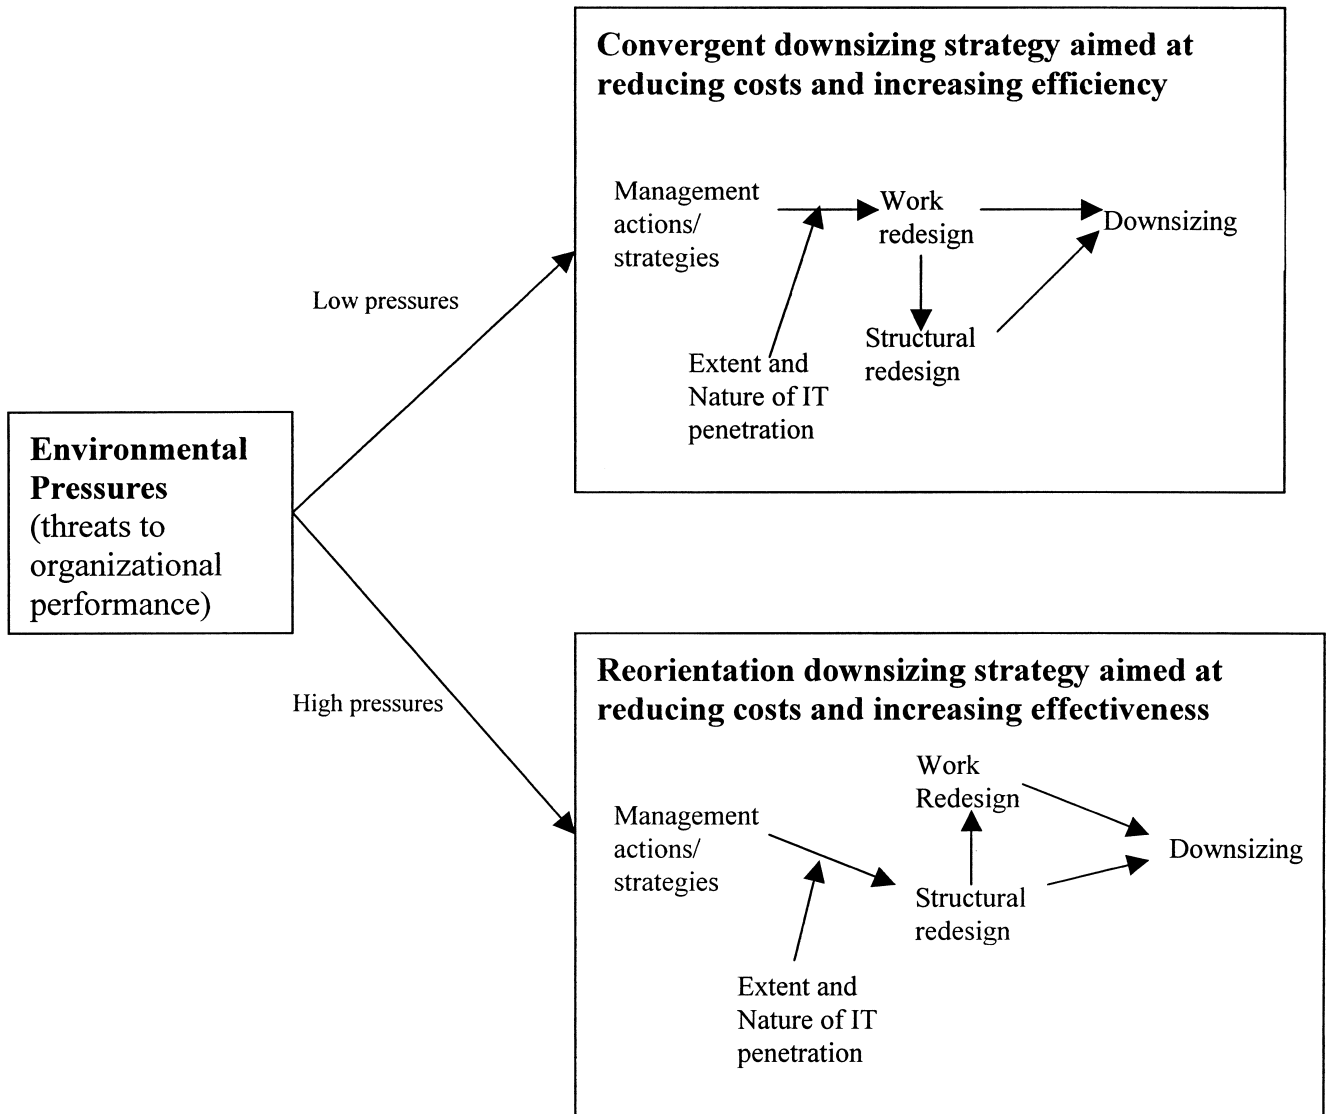 Convergent downsizing strategy aimed at
reducing costs and increasing efficiency
Management
actions/
strategies
Work
redesign
Downsizing
Structural
redesign
Extent and
Nature of IT
penetration
Low pressures
Environmental
Pressures
(threats to
organizational
performance)
High pressures
Reorientation downsizing strategy aimed at
reducing costs and increasing effectiveness
Work
Redesign
Management
actions/
strategies
Downsizing
Structural
redesign
Extent and
Nature of IT
penetration